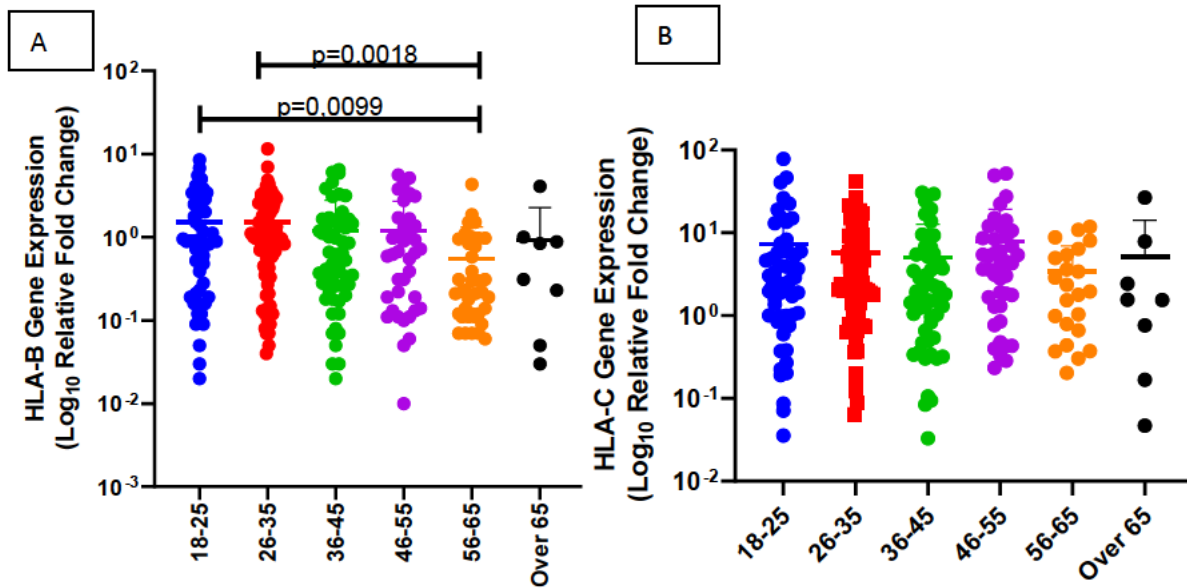 A
p=0.0018
p=0.0099
HLA-B Gene Expression
(Log₁₀ Relative Fold Change)
10²
10¹
10⁰
10⁻¹
10⁻²
10⁻³
18-25
26-35
36-45
46-55
56-65
Over 65
B
HLA-C Gene Expression
(Log₁₀ Relative Fold Change)
10²
10¹
10⁰
10⁻¹
10⁻²
18-25
26-35
36-45
46-55
56-65
Over 65